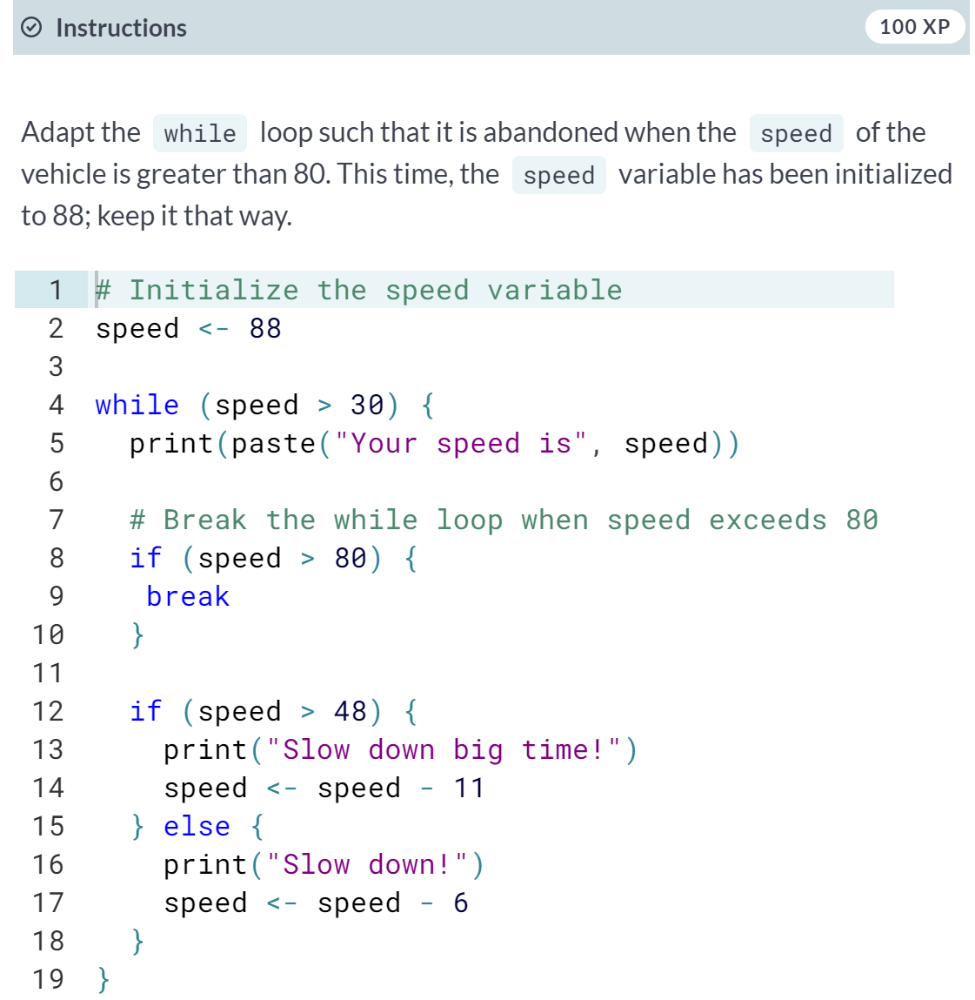 Instructions 100 XP
Adapt the while loop such that it is abandoned when the speed of the
vehicle is greater than 80. This time, the speed variable has been initialized
to 88; keep it that way.
1 # Initialize the speed variable
2 speed <- 88
3
4 while (speed > 30) {
5   print(paste("Your speed is", speed))
6
7   # Break the while loop when speed exceeds 80
8   if (speed > 80) {
9    break
10   }
11
12   if (speed > 48) {
13     print("Slow down big time!")
14     speed <- speed - 11
15   } else {
16     print("Slow down!")
17     speed <- speed - 6
18   }
19 }